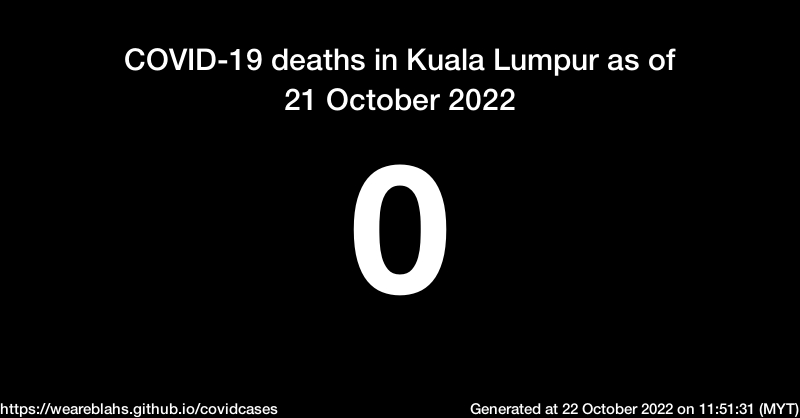 COVID-19 deaths in Kuala Lumpur as of
21 October 2022
0
https://weareblahs.github.io/covidcases
Generated at 22 October 2022 on 11:51:31 (MYT)